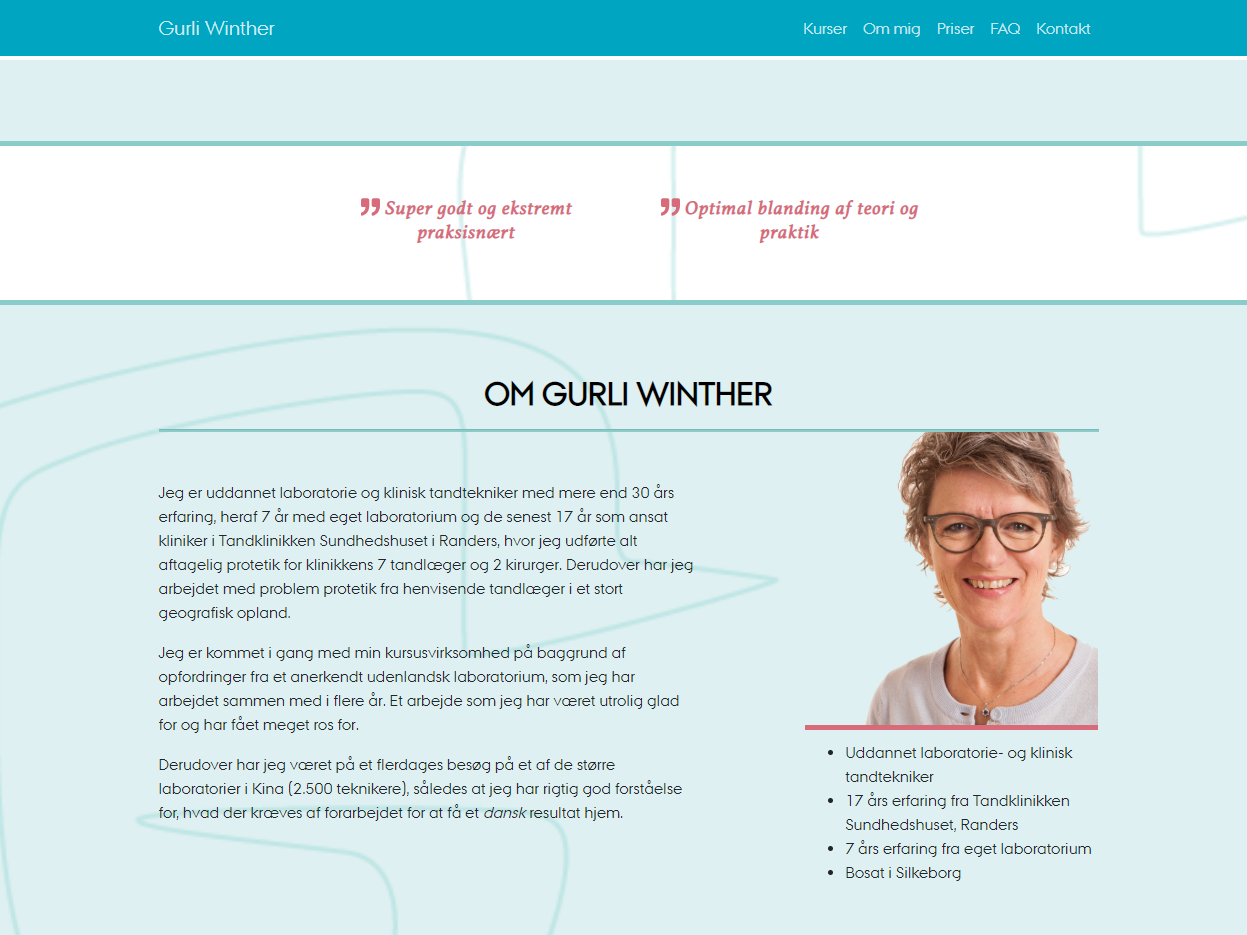 Gurli Winther
Kurser Om mig Priser FAQ Kontakt
Super godt og ekstremt
praksisnært
Optimal blanding af teori og
praktik
OM GURLI WINTHER
Jeg er uddannet laboratorie og klinisk tandtekniker med mere end 30 års
erfaring, heraf 7 år med eget laboratorium og de senest 17 år som ansat
kliniker i Tandklinikken Sundhedshuset i Randers, hvor jeg udførte alt
aftagelig protetik for klinikkens 7 tandlæger og 2 kirurger. Derudover har jeg
arbejdet med problem protetik fra henvisende tandlæger i et stort
geografisk opland.
Jeg er kommet i gang med min kursusvirksomhed på baggrund af
opfordringer fra et anerkendt udenlandsk laboratorium, som jeg har
arbejdet sammen med i flere år. Et arbejde som jeg har været utrolig glad
for og har fået meget ros for.
Derudover har jeg været på et flerdages besøg på et af de større
laboratorier i Kina (2.500 teknikere), således at jeg har rigtig god forståelse
for, hvad der kræves af forarbejdet for at få et dansk resultat hjem.
• Uddannet laboratorie- og klinisk
tandtekniker
• 17 års erfaring fra Tandklinikken
Sundhedshuset, Randers
• 7 års erfaring fra eget laboratorium
• Bosat i Silkeborg